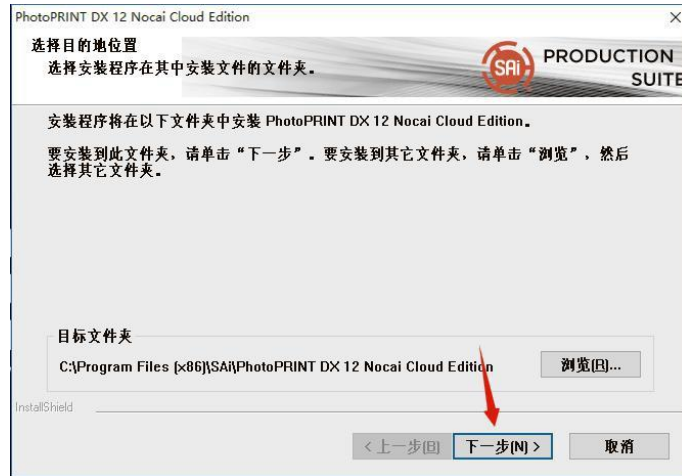 PhotoPRINT DX 12 Nocai Cloud Edition
选择目的地位置
选择安装程序在其中安装文件的文件夹。
SAi
PRODUCTION
SUITE
安装程序将在以下文件夹中安装 PhotoPRINT DX 12 Nocai Cloud Edition。
要安装到此文件夹，请单击“下一步”。要安装到其它文件夹，请单击“浏览”，然后
选择其它文件夹。
目标文件夹
C:\Program Files (x86)\SAi\PhotoPRINT DX 12 Nocai Cloud Edition
浏览(R)...
InstallShield
<上一步(B)
下一步(N) >
取消